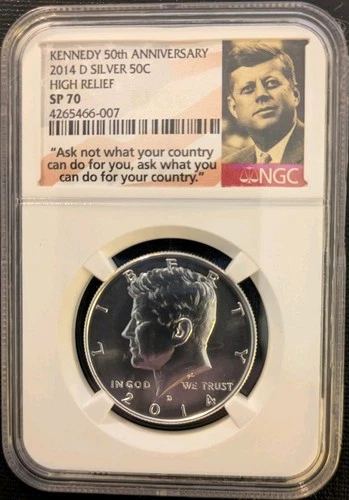 KENNEDY 50th ANNIVERSARY
2014 D SILVER 50C
HIGH RELIEF
SP 70
4265466-007
"Ask not what your country
can do for you, ask what you
can do for your country."
NGC
LIBERTY
IN GOD WE TRUST
D
2014